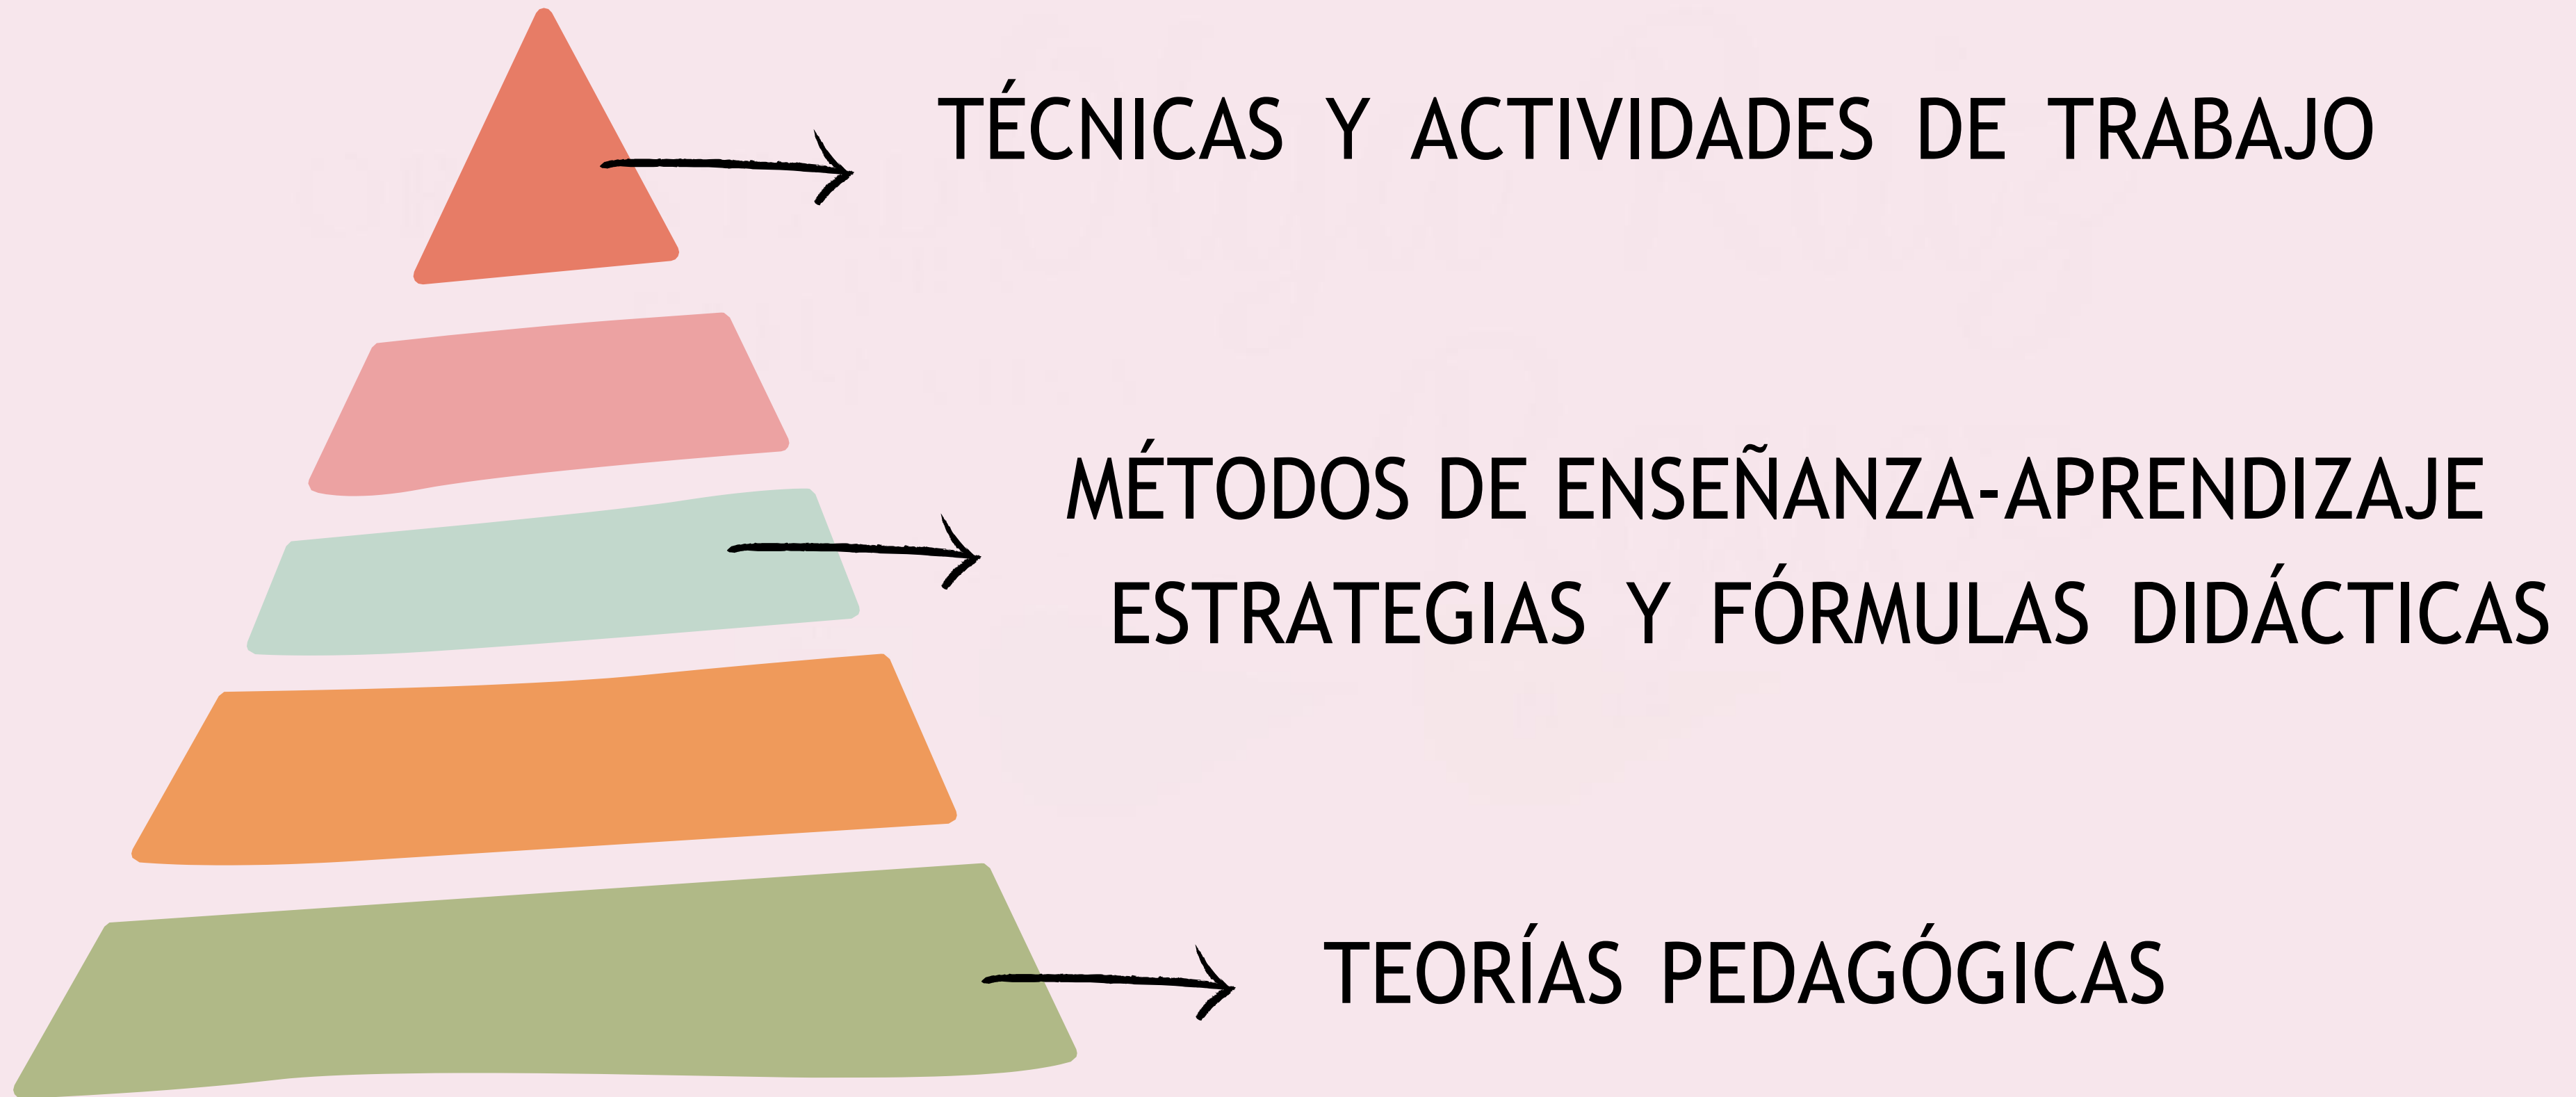 TÉCNICAS Y ACTIVIDADES DE TRABAJO
MÉTODOS DE ENSEÑANZA-APRENDIZAJE
ESTRATEGIAS Y FÓRMULAS DIDÁCTICAS
TEORÍAS PEDAGÓGICAS